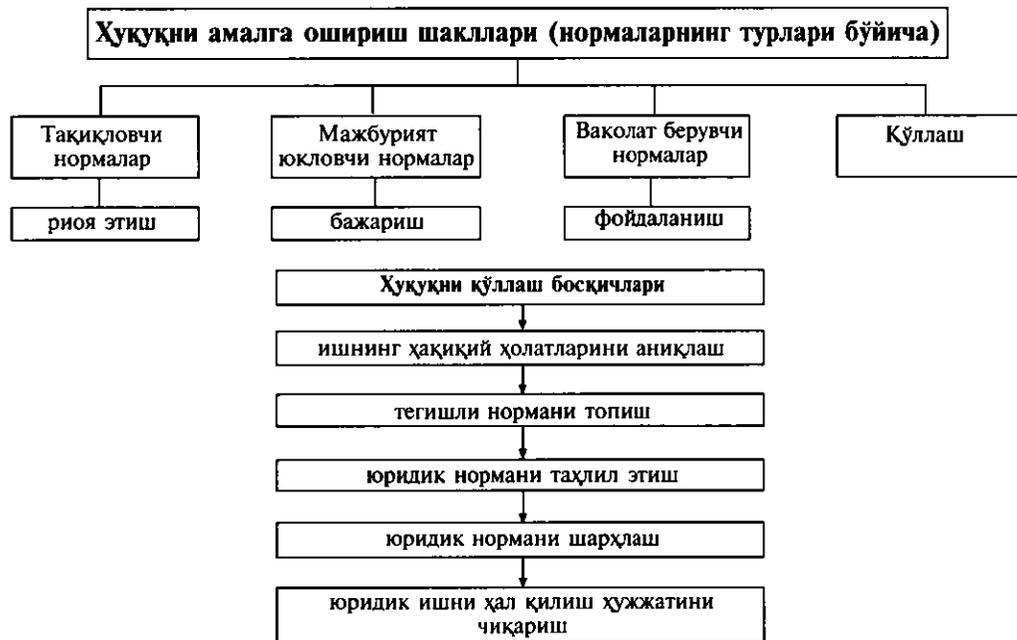 Ҳуқуқни амалга ошириш шакллари (нормаларнинг турлари бўйича)
Тақиқловчи
нормалар
Мажбурият
юкловчи нормалар
Ваколат берувчи
нормалар
Қўллаш
риоя этиш
бажариш
фойдаланиш
Ҳуқуқни қўллаш босқичлари
ишнинг ҳақиқий ҳолатларини аниқлаш
тегишли нормани топиш
юридик нормани таҳлил этиш
юридик нормани шарҳлаш
юридик ишни ҳал қилиш ҳужжатини
чиқариш